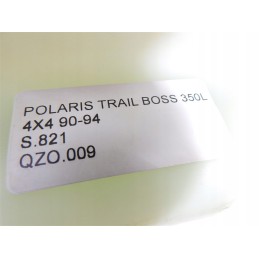 POLARIS TRAIL BOSS 350L
4X4 90-94
S.821
QZO.009